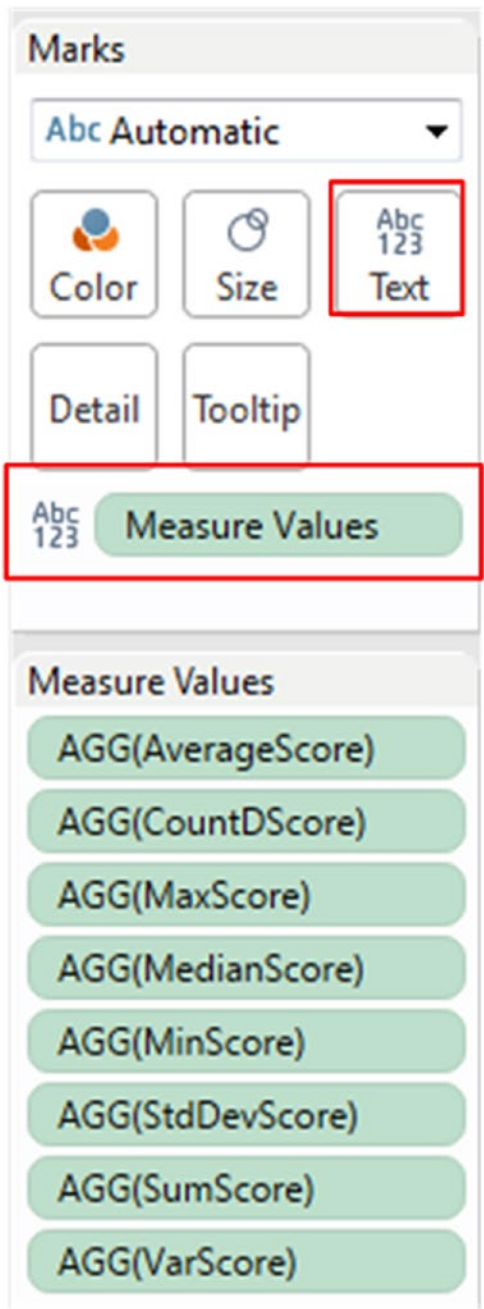 Marks
Abc Automatic
Abc
123
Color Size Text
Detail Tooltip
Abc
123 Measure Values
Measure Values
AGG(AverageScore)
AGG(CountDScore)
AGG(MaxScore)
AGG(MedianScore)
AGG(MinScore)
AGG(StdDevScore)
AGG(SumScore)
AGG(VarScore)